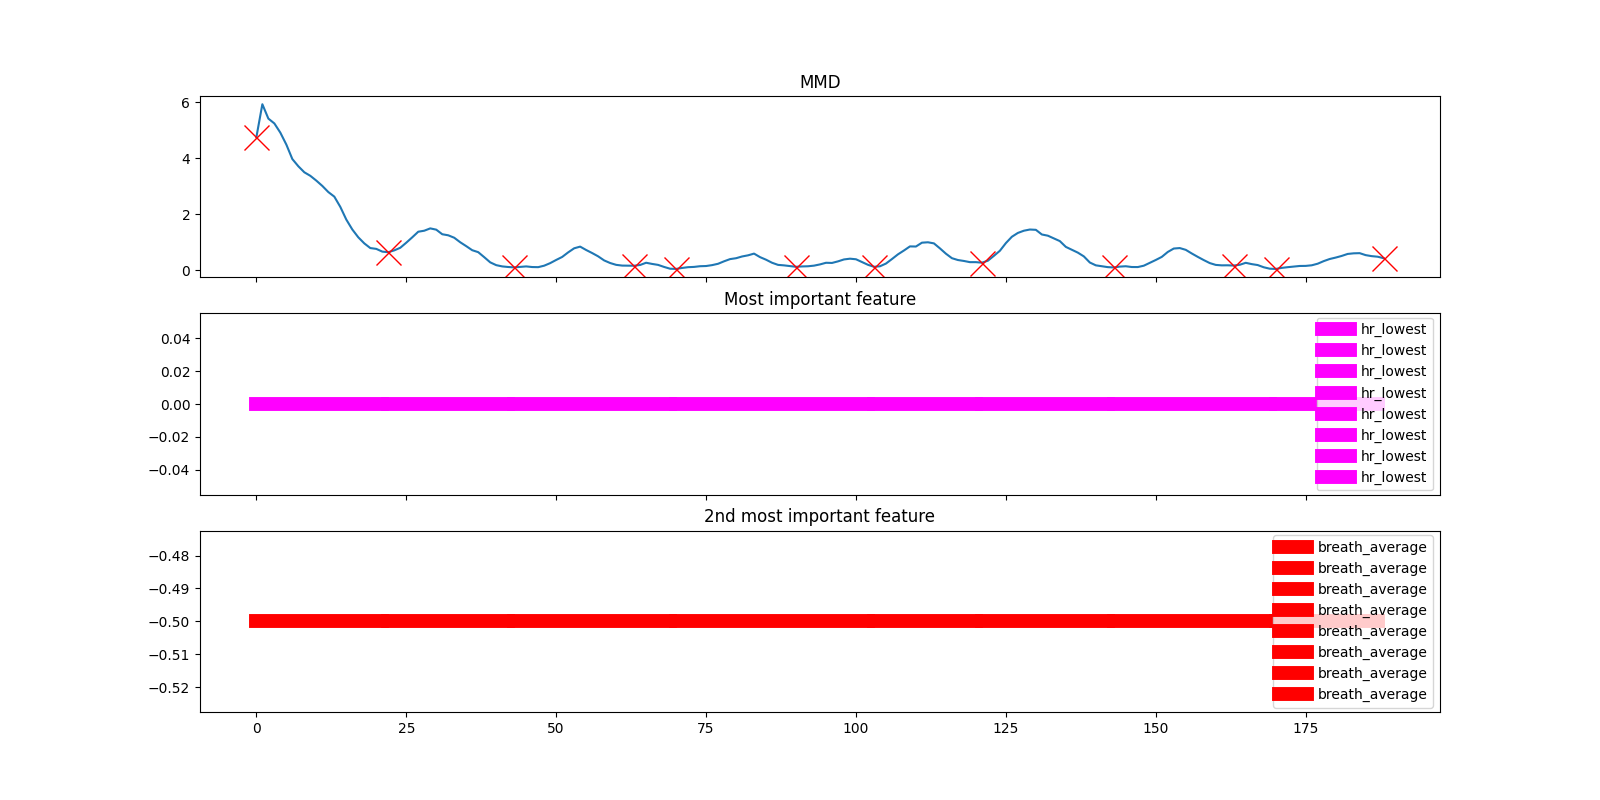 MMD
6
4
2
0
Most important feature
0.04
0.02
0.00
−0.02
−0.04
hr_lowest
hr_lowest
hr_lowest
hr_lowest
hr_lowest
hr_lowest
hr_lowest
hr_lowest
2nd most important feature
−0.48
−0.49
−0.50
−0.51
−0.52
breath_average
breath_average
breath_average
breath_average
breath_average
breath_average
breath_average
breath_average
0 25 50 75 100 125 150 175